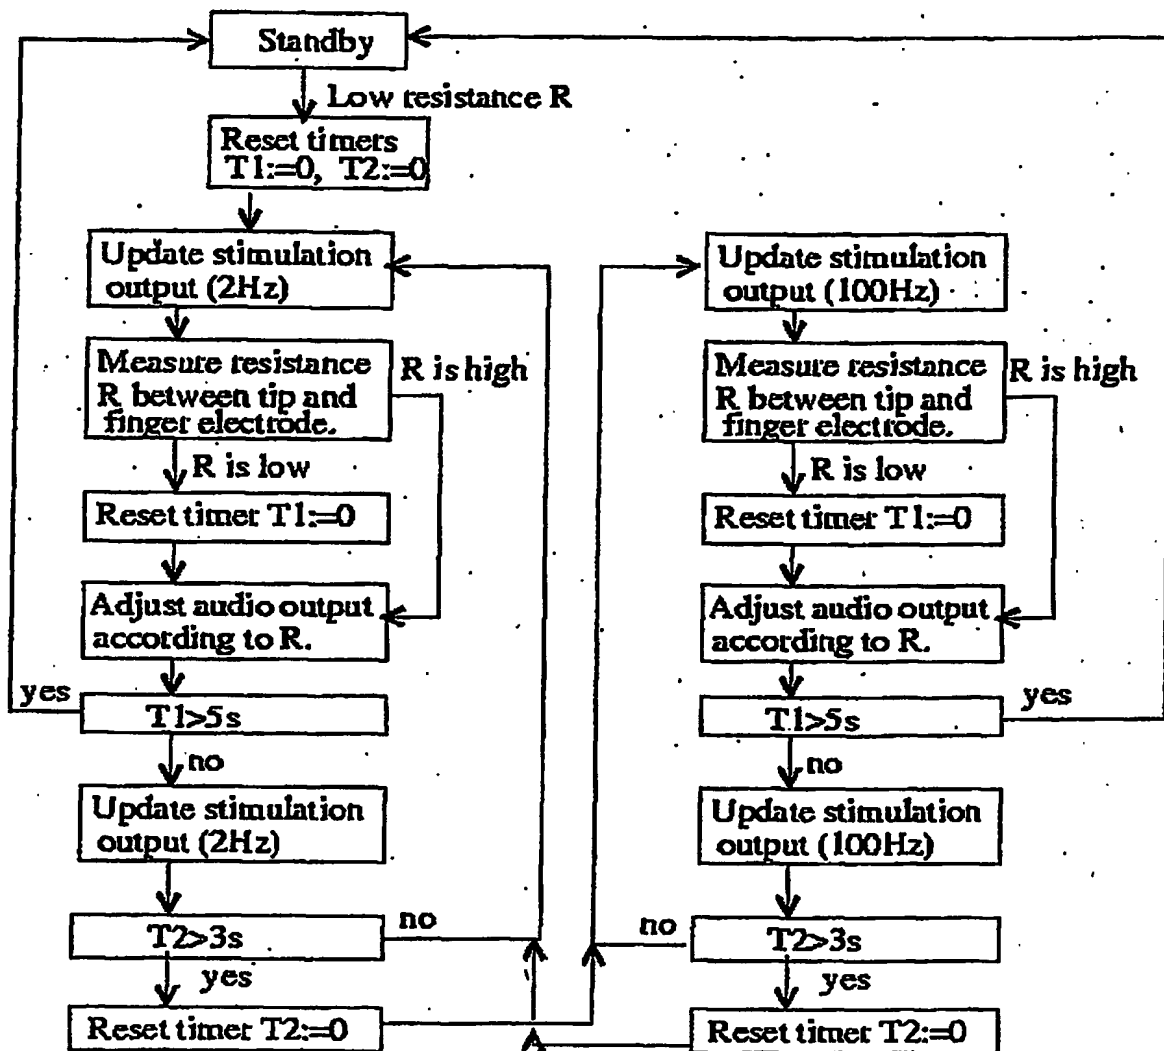 Standby
Low resistance R
Reset timers
T1:=0, T2:=0
Update stimulation
output (2Hz)
Measure resistance
R between tip and
finger electrode.
R is high
R is low
Reset timer T1:=0
Adjust audio output
according to R.
yes
T1>5s
no
Update stimulation
output (2Hz)
T2>3s
no
yes
Reset timer T2:=0
Update stimulation
output (100Hz)
Measure resistance
R between tip and
finger electrode.
R is high
R is low
Reset timer T1:=0
Adjust audio output
according to R.
T1>5s
yes
no
Update stimulation
output (100Hz)
no
T2>3s
yes
Reset timer T2:=0